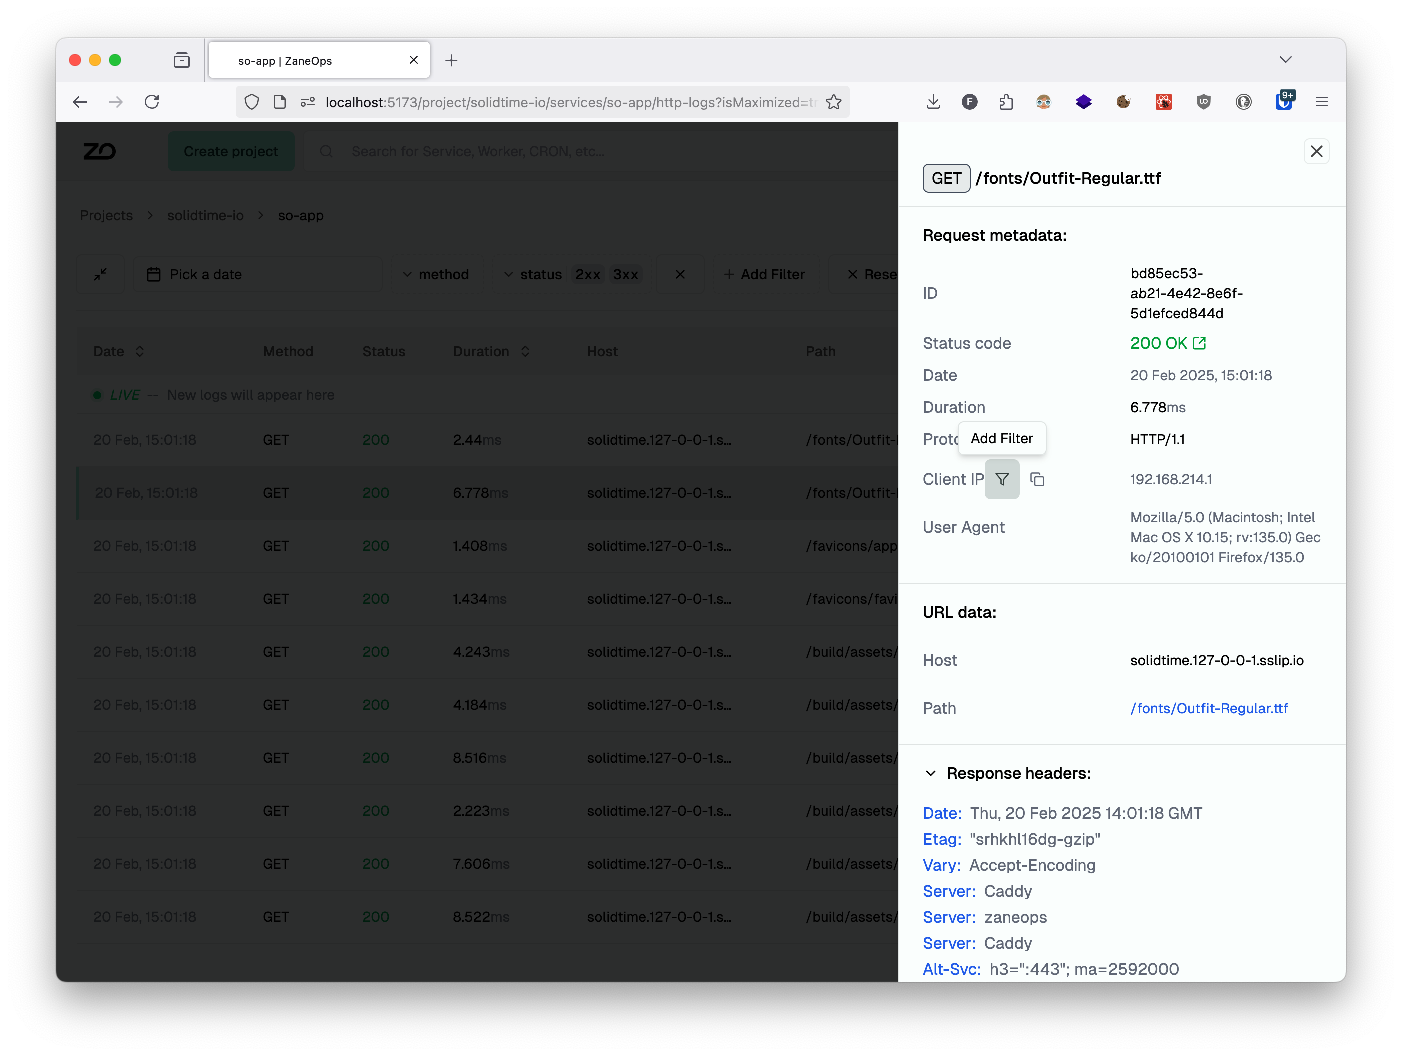 so-app | ZaneOps
localhost:5173/project/solidtime-io/services/so-app/http-logs?isMaximized=tr
F
9+
ZO
Create project
Search for Service, Worker, CRON, etc...
Projects > solidtime-io > so-app
Pick a date
method
status 2xx 3xx
+ Add Filter
Rese
Date Method Status Duration Host Path
LIVE — New logs will appear here
20 Feb, 15:01:18 GET 200 2.44ms solidtime.127-0-0-1.s... /fonts/Outfit-
20 Feb, 15:01:18 GET 200 6.778ms solidtime.127-0-0-1.s... /fonts/Outfit-
20 Feb, 15:01:18 GET 200 1.408ms solidtime.127-0-0-1.s... /favicons/app
20 Feb, 15:01:18 GET 200 1.434ms solidtime.127-0-0-1.s... /favicons/favi
20 Feb, 15:01:18 GET 200 4.243ms solidtime.127-0-0-1.s... /build/assets/
20 Feb, 15:01:18 GET 200 4.184ms solidtime.127-0-0-1.s... /build/assets/
20 Feb, 15:01:18 GET 200 8.516ms solidtime.127-0-0-1.s... /build/assets/
20 Feb, 15:01:18 GET 200 2.223ms solidtime.127-0-0-1.s... /build/assets/
20 Feb, 15:01:18 GET 200 7.606ms solidtime.127-0-0-1.s... /build/assets/
20 Feb, 15:01:18 GET 200 8.522ms solidtime.127-0-0-1.s... /build/assets/
GET /fonts/Outfit-Regular.ttf
Request metadata:
ID bd85ec53-
ab21-4e42-8e6f-
5d1efced844d
Status code 200 OK
Date 20 Feb 2025, 15:01:18
Duration 6.778ms
Proto HTTP/1.1
Add Filter
Client IP 192.168.214.1
User Agent Mozilla/5.0 (Macintosh; Intel
Mac OS X 10.15; rv:135.0) Gec
ko/20100101 Firefox/135.0
URL data:
Host solidtime.127-0-0-1.sslip.io
Path /fonts/Outfit-Regular.ttf
Response headers:
Date: Thu, 20 Feb 2025 14:01:18 GMT
Etag: "srhkhl16dg-gzip"
Vary: Accept-Encoding
Server: Caddy
Server: zaneops
Server: Caddy
Alt-Svc: h3=":443"; ma=2592000